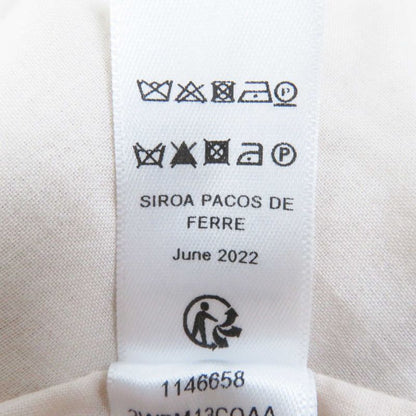 P
P
SIROA PACOS DE
FERRE
June 2022
1146658